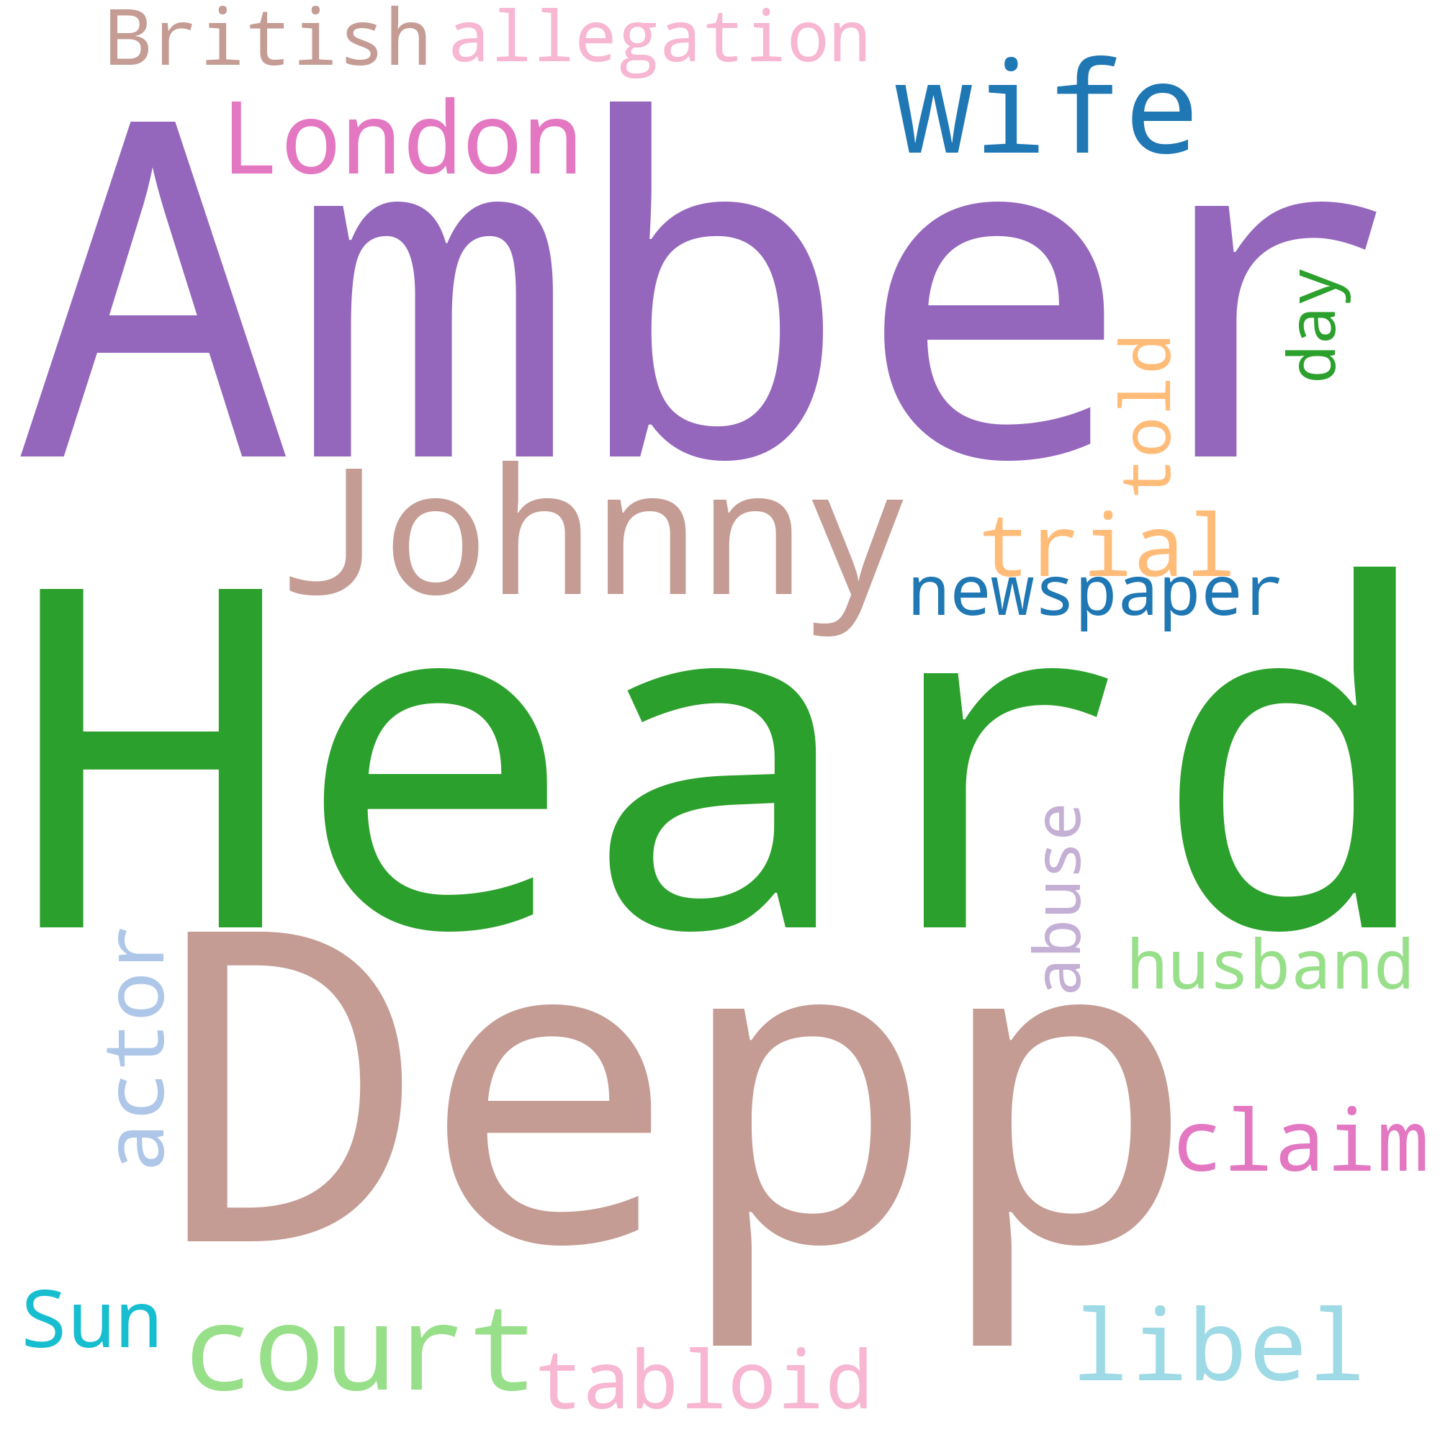 British allegation
wife
London
Amber
day
told
Johnny
trial
newspaper
Heard
abuse
husband
actor
Depp
claim
Sun
court
libel
tabloid